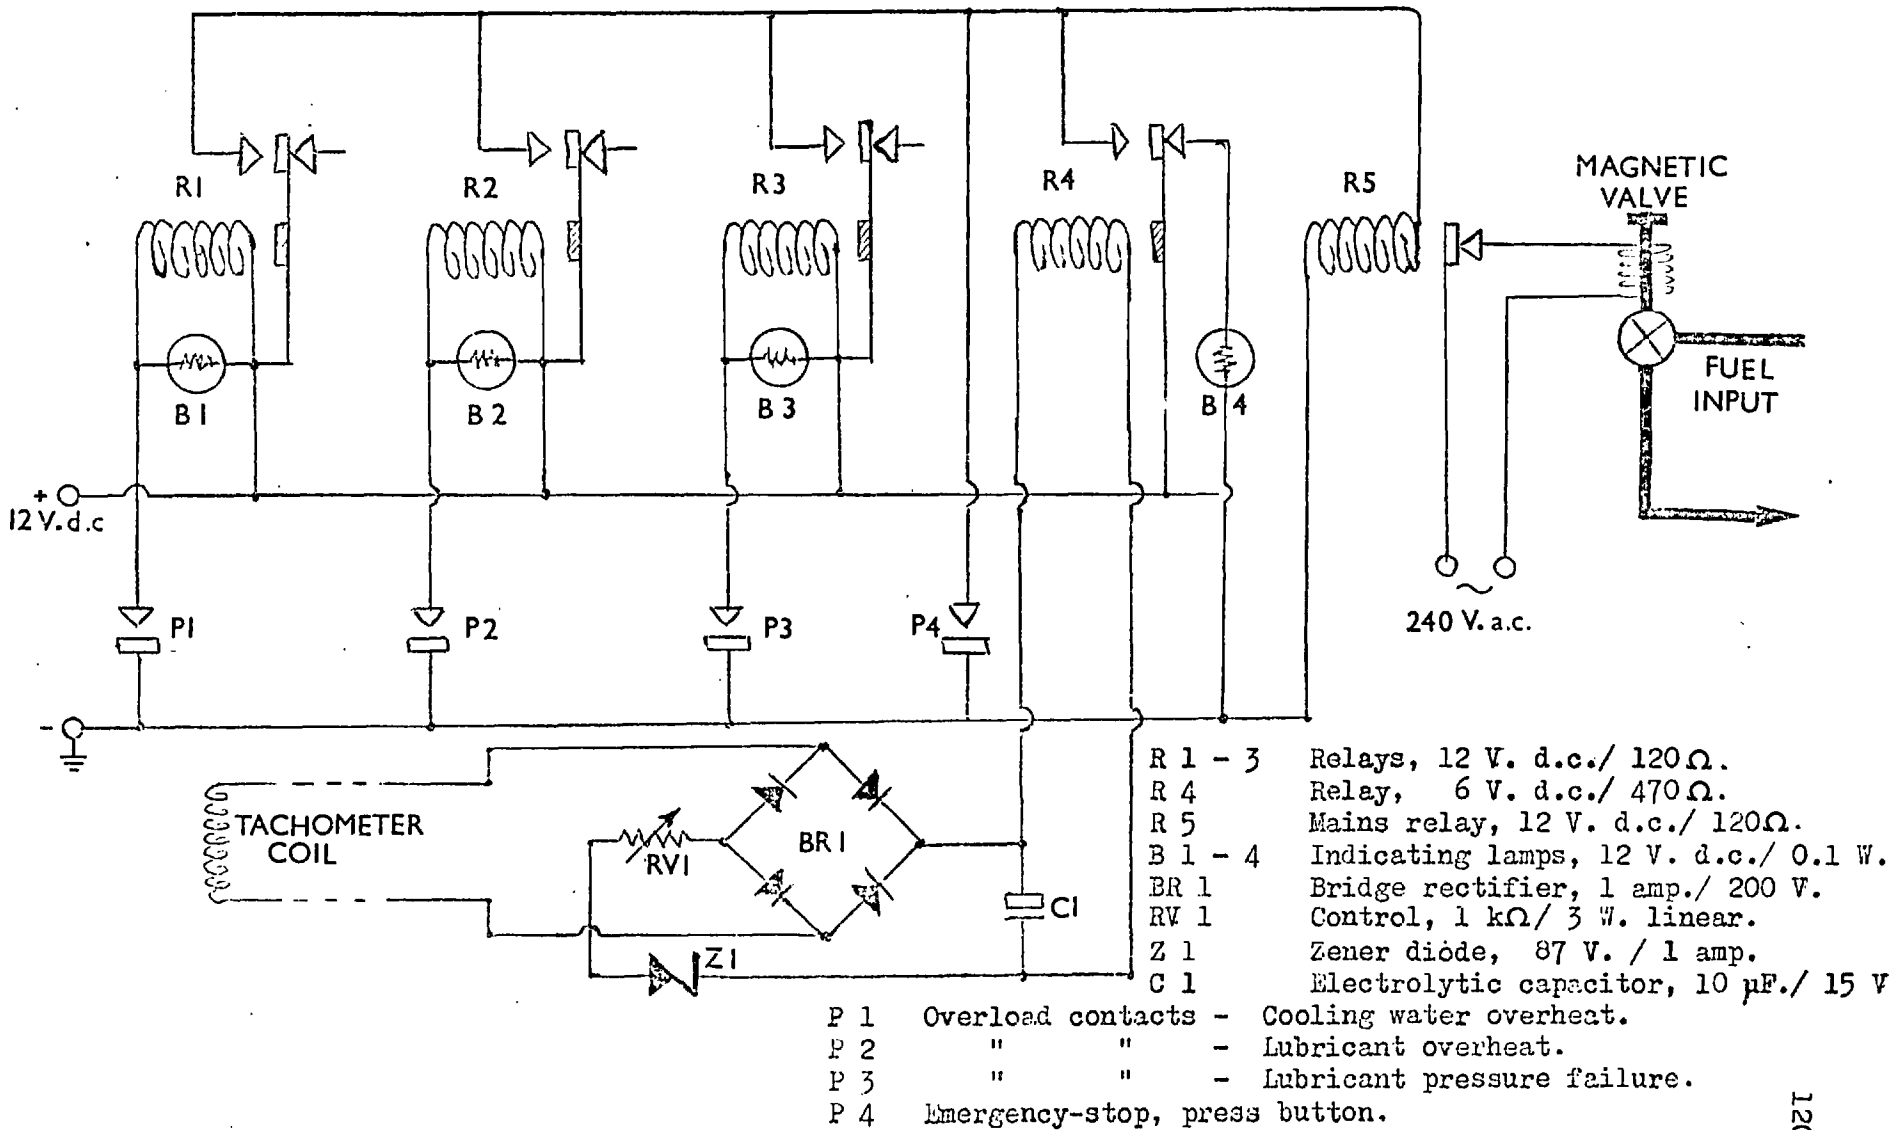 R1
R2
R3
R4
R5
MAGNETIC
VALVE
B1
B2
B3
B4
FUEL
INPUT
+
12 V. d.c
P1
P2
P3
P4
~
240 V. a.c.
-
TACHOMETER
COIL
RV1
BR1
C1
Z1
R 1 - 3 Relays, 12 V. d.c./ 120Ω.
R 4 Relay, 6 V. d.c./ 470Ω.
R 5 Mains relay, 12 V. d.c./ 120Ω.
B 1 - 4 Indicating lamps, 12 V. d.c./ 0.1 W.
BR 1 Bridge rectifier, 1 amp./ 200 V.
RV 1 Control, 1 kΩ/ 3 W. linear.
Z 1 Zener diode, 87 V. / 1 amp.
C 1 Electrolytic capacitor, 10 µF./ 15 V
P 1 Overload contacts - Cooling water overheat.
P 2 " " - Lubricant overheat.
P 3 " " - Lubricant pressure failure.
P 4 Emergency-stop, press button.